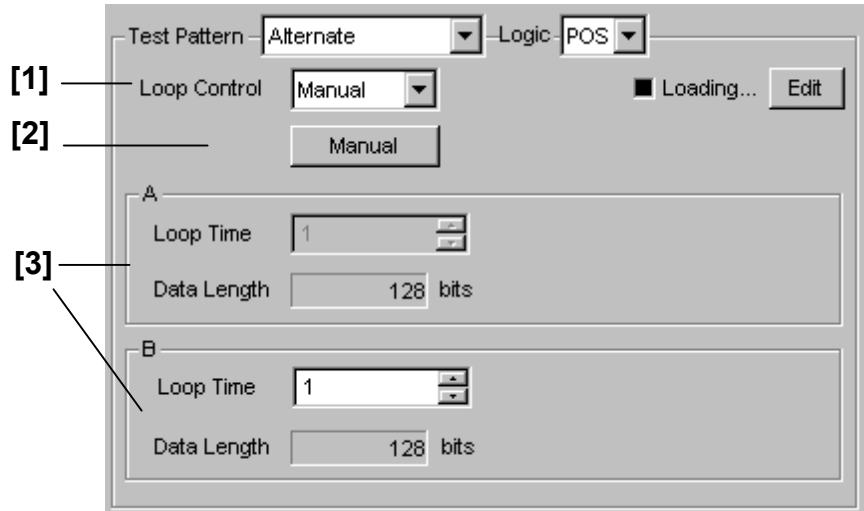 Test Pattern Alternate Logic POS
[1] Loop Control Manual Loading... Edit
[2] Manual
A
Loop Time 1
[3]
Data Length 128 bits
B
Loop Time 1
Data Length 128 bits